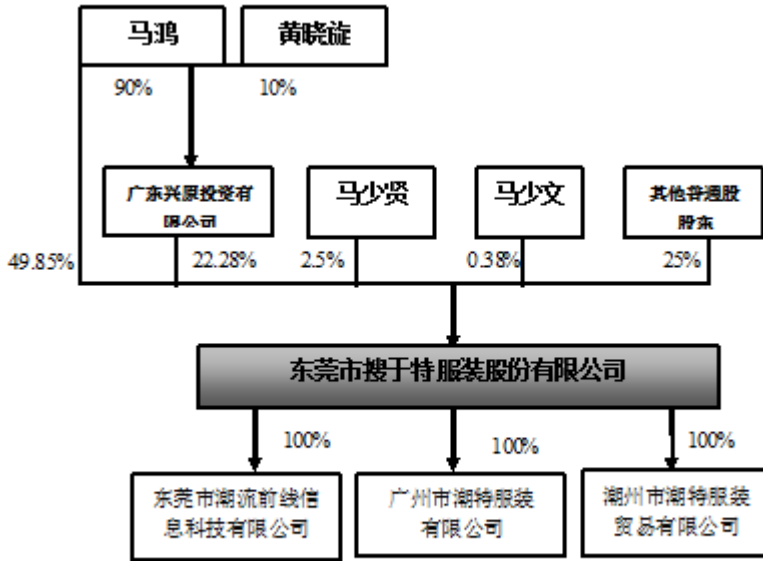 马鸿
黄晓旋
90%
10%
广东兴原投资有
限公司
马少贤
马少文
其他普通股
股东
49.85%
22.28%
2.5%
0.38%
25%
东莞市搜于特服装股份有限公司
100%
100%
100%
东莞市潮流前线信
息科技有限公司
广州市潮特服装
有限公司
潮州市潮特服装
贸易有限公司